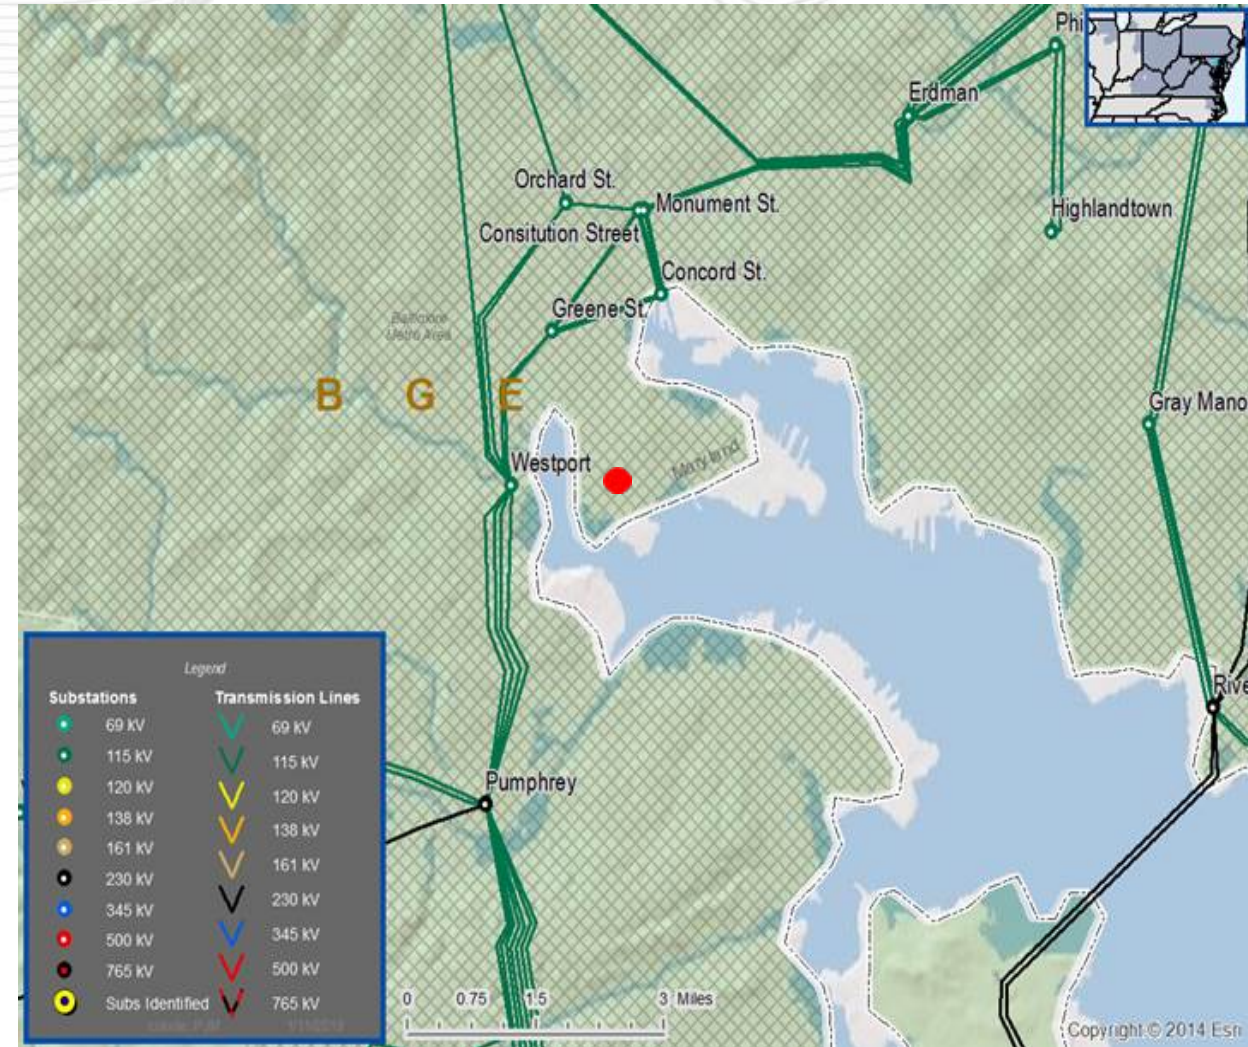 Phi
Erdman
Orchard St.
Monument St.
Highlandtown
Consitution Street
Concord St.
Greene St.
Baltimore
Metro Area
B G E
Gray Mano
Maryland
Westport
Rive
Pumphrey
Legend
Substations
69 kV
115 kV
120 kV
138 kV
161 kV
230 kV
345 kV
500 kV
765 kV
Subs Identified
Transmission Lines
69 kV
115 kV
120 kV
138 kV
161 kV
230 kV
345 kV
500 kV
765 kV
0 0.75 1.5 3 Miles
Copyright:© 2014 Esri